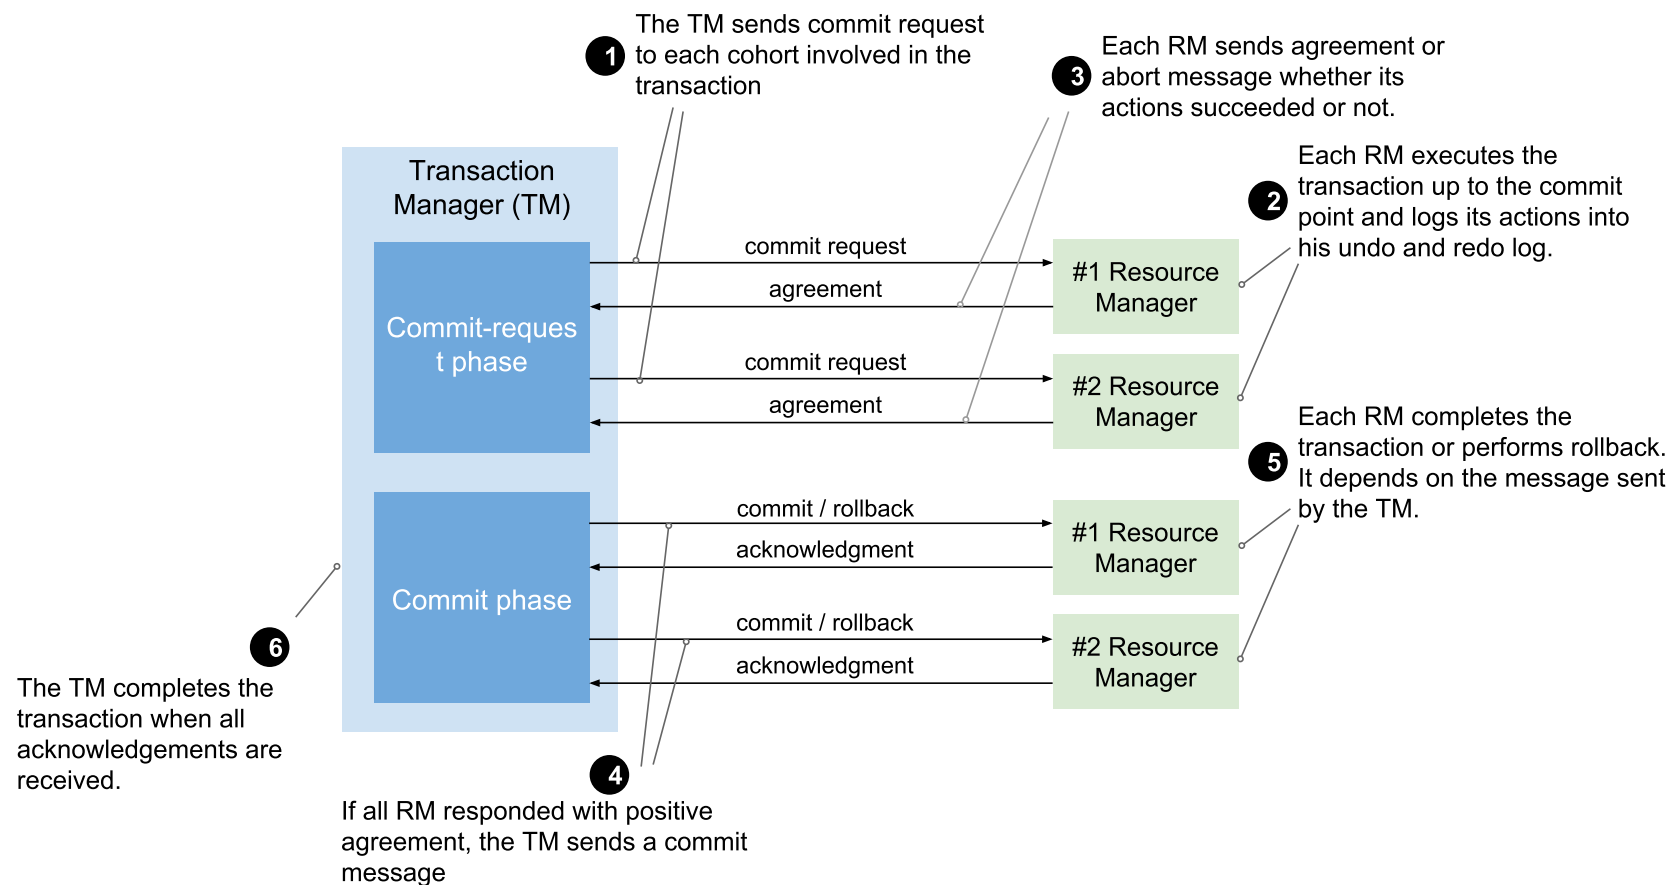 1
The TM sends commit request
to each cohort involved in the
transaction
3
Each RM sends agreement or
abort message whether its
actions succeeded or not.
2
Each RM executes the
transaction up to the commit
point and logs its actions into
his undo and redo log.
Transaction
Manager (TM)
Commit-reques
t phase
commit request
agreement
#1 Resource
Manager
commit request
agreement
#2 Resource
Manager
5
Each RM completes the
transaction or performs rollback.
It depends on the message sent
by the TM.
Commit phase
commit / rollback
acknowledgment
#1 Resource
Manager
commit / rollback
acknowledgment
#2 Resource
Manager
6
The TM completes the
transaction when all
acknowledgements are
received.
4
If all RM responded with positive
agreement, the TM sends a commit
message